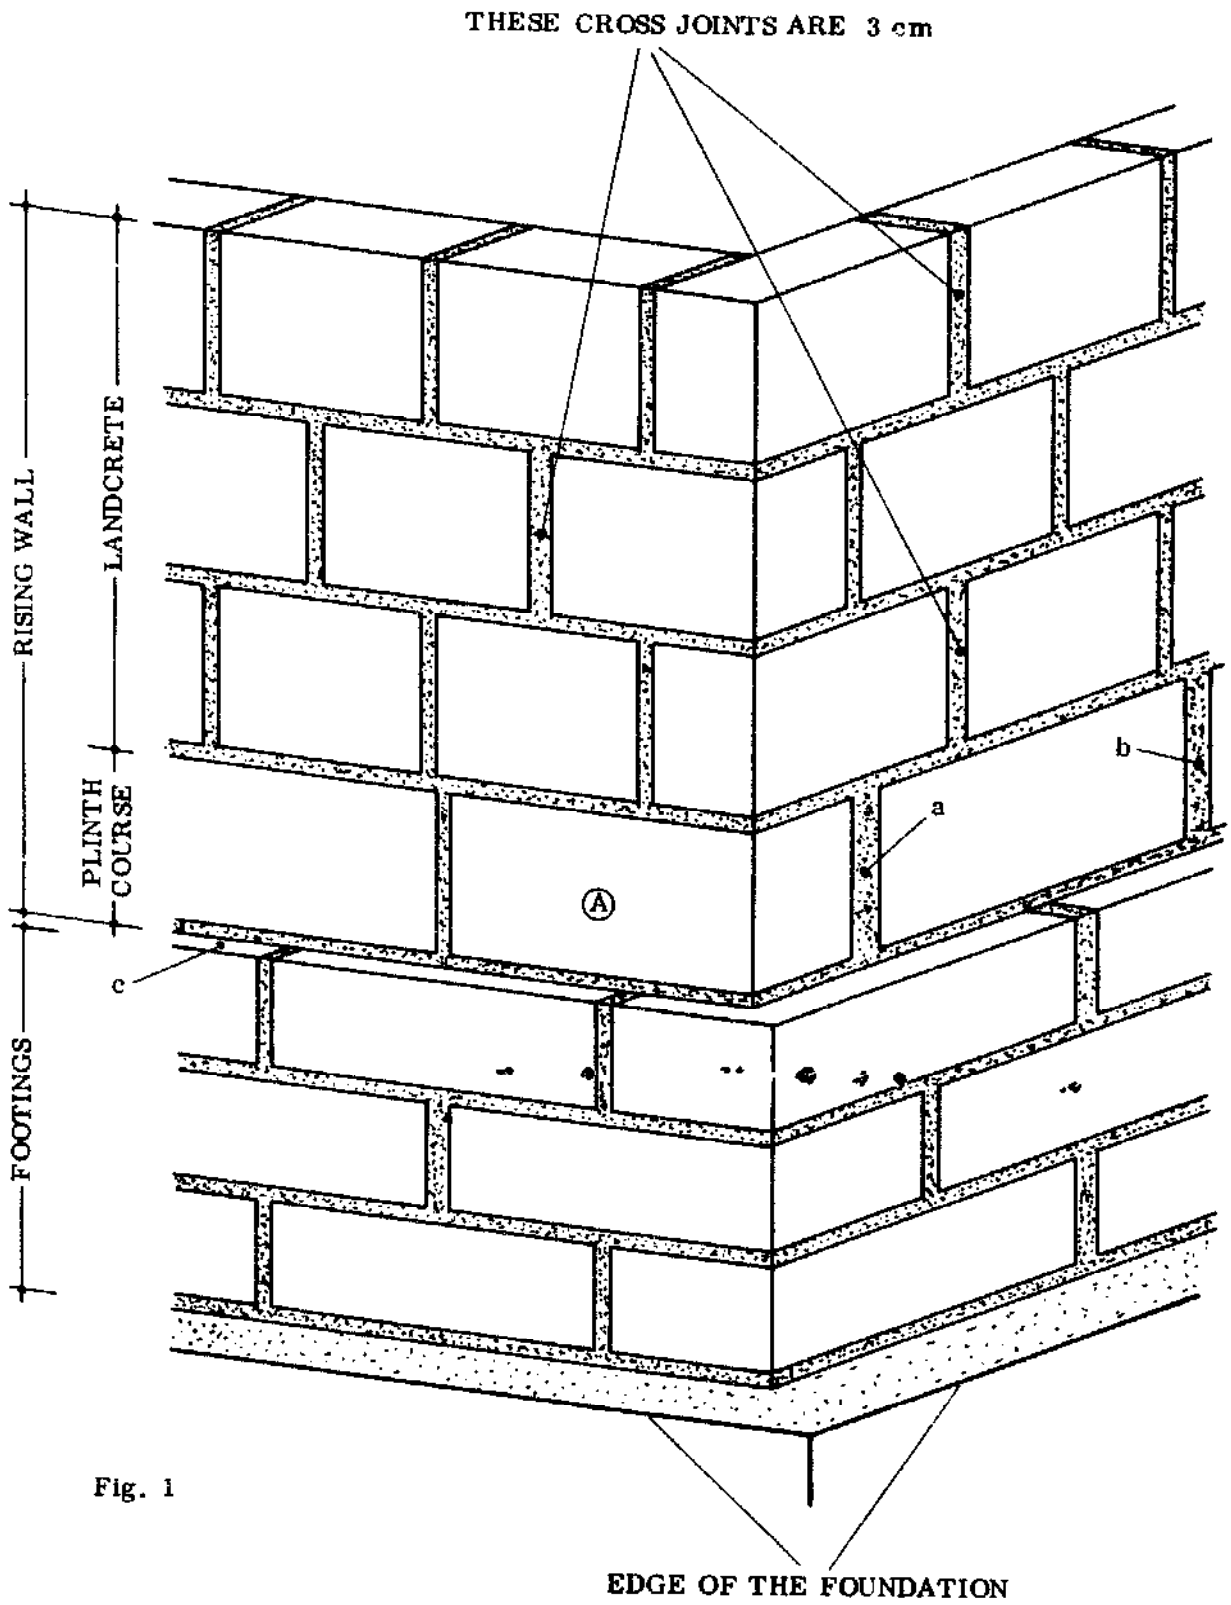 THESE CROSS JOINTS ARE 3 cm
RISING WALL
LANDCRETE
PLINTH
COURSE
FOOTINGS
a
b
A
c
Fig. 1
EDGE OF THE FOUNDATION